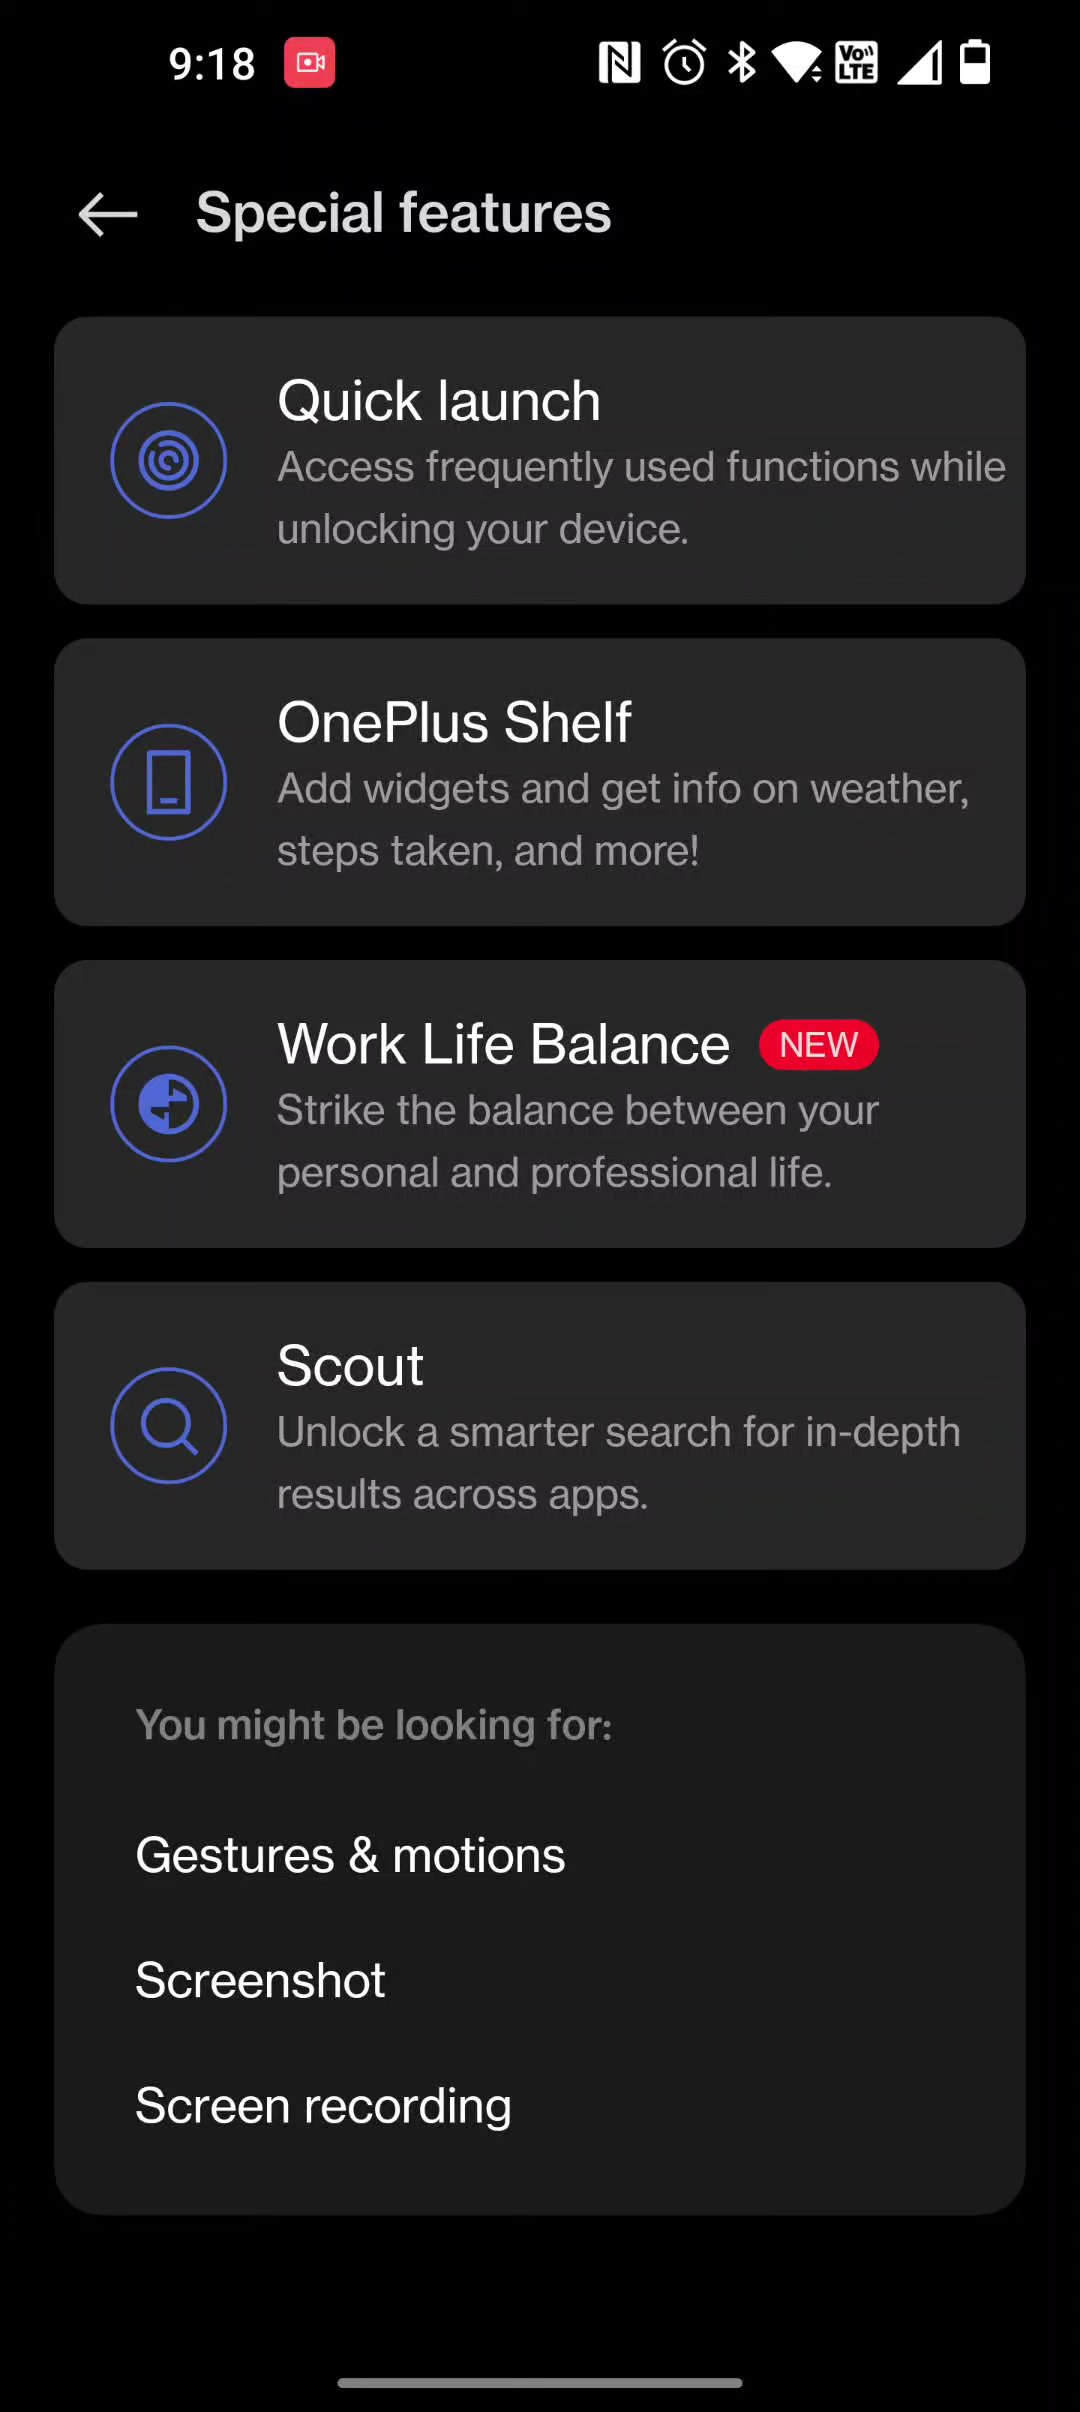 9:18
Vo LTE
Special features
Quick launch
Access frequently used functions while
unlocking your device.
OnePlus Shelf
Add widgets and get info on weather,
steps taken, and more!
Work Life Balance NEW
Strike the balance between your
personal and professional life.
Scout
Unlock a smarter search for in-depth
results across apps.
You might be looking for:
Gestures & motions
Screenshot
Screen recording